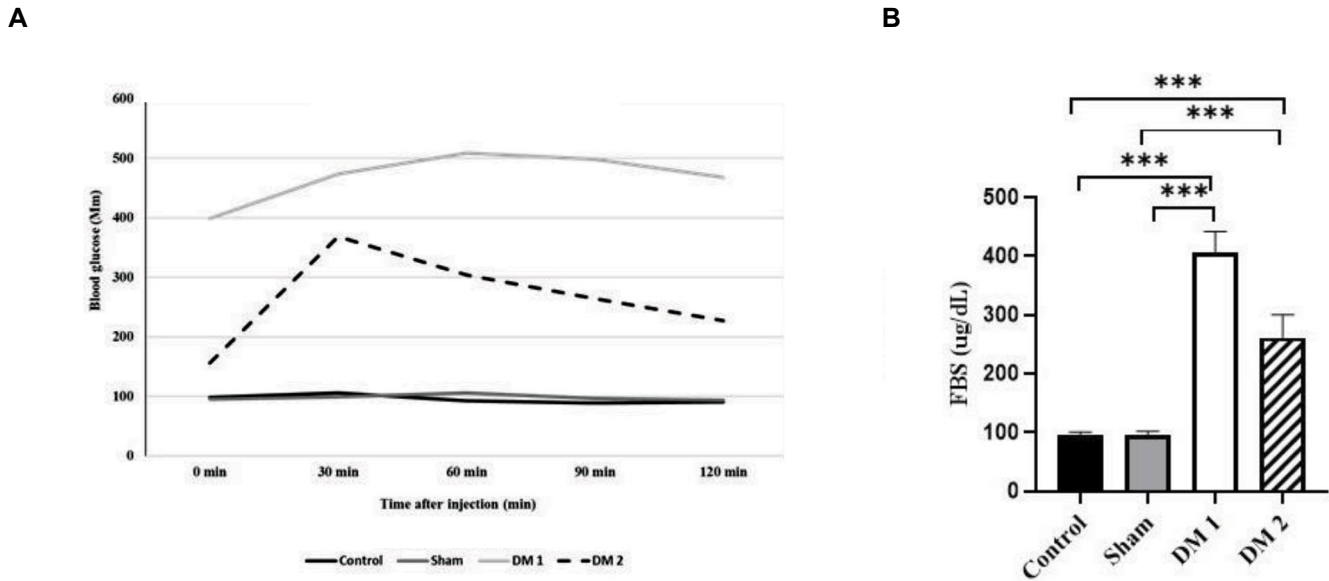 A
600
500
400
300
200
100
0
Blood glucose (Mm)
0 min 30 min 60 min 90 min 120 min
Time after injection (min)
Control Sham DM 1 DM 2
B
***
***
***
***
500
400
300
200
100
0
FBS (ug/dL)
Control Sham DM 1 DM 2